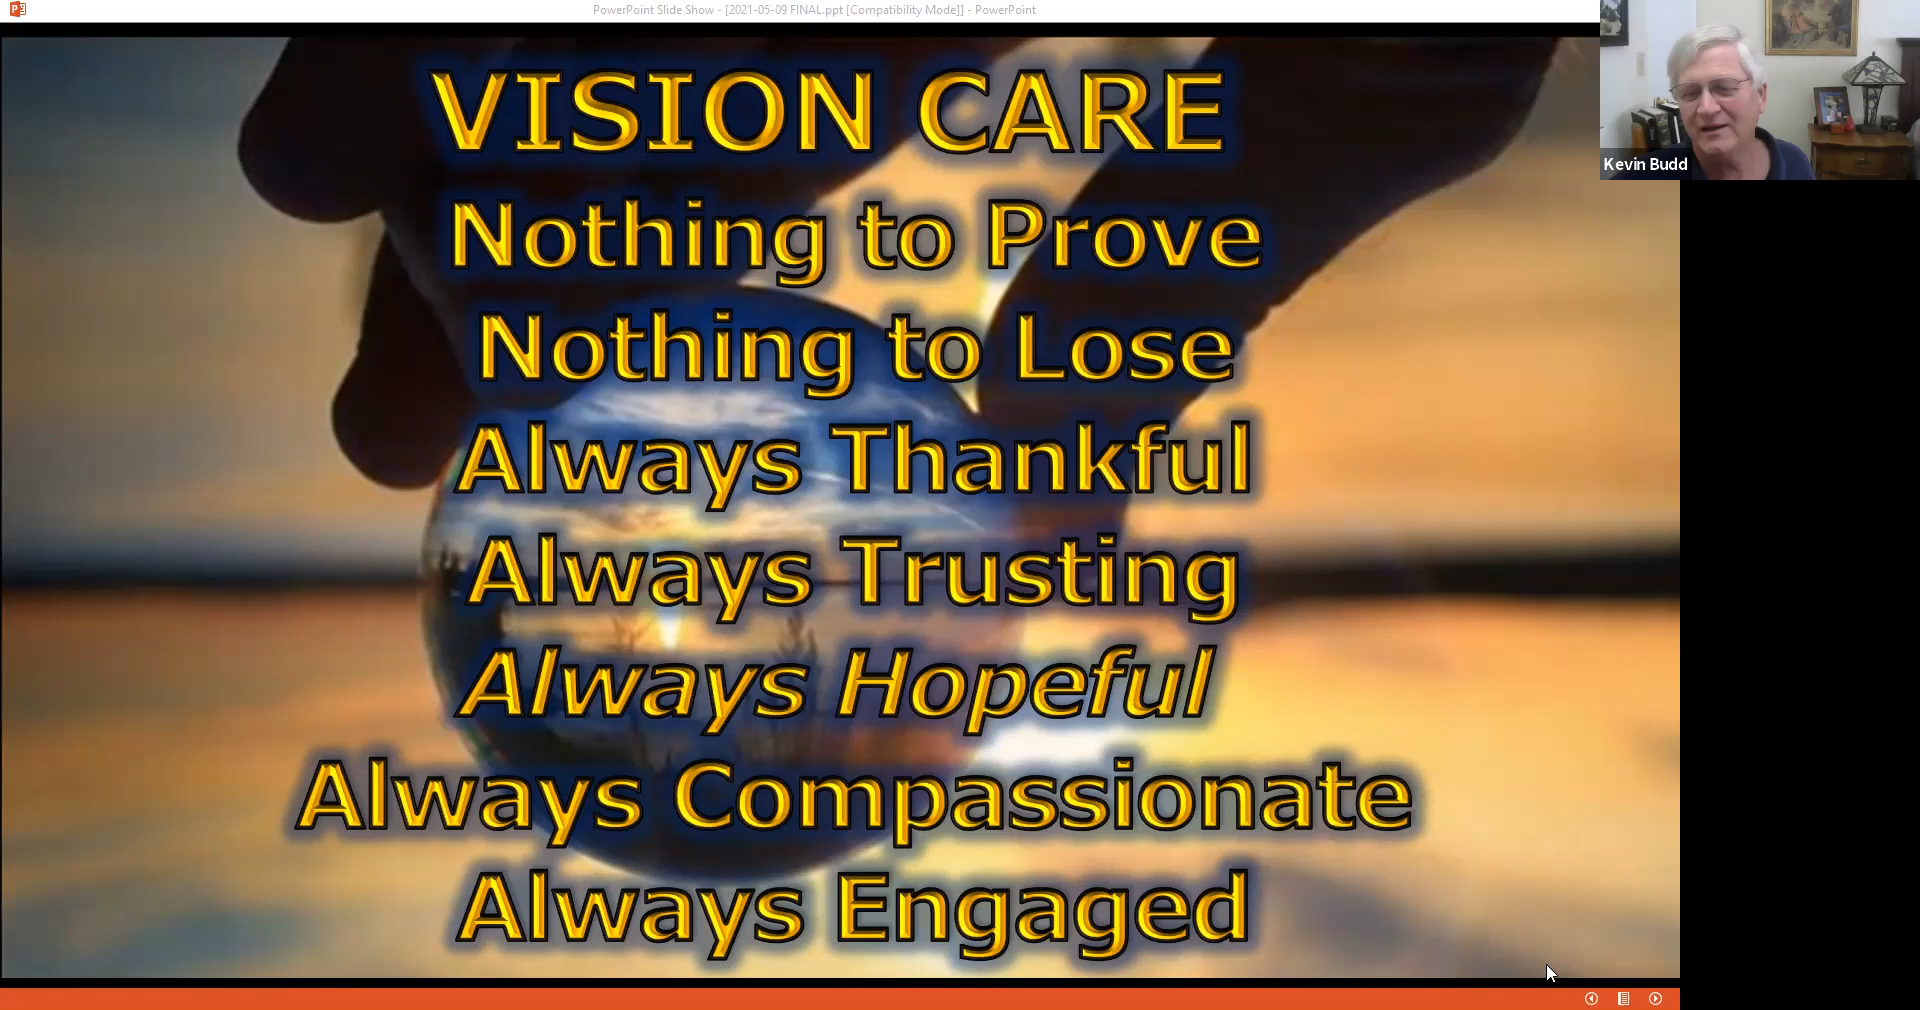 PowerPoint Slide Show - [2021-05-09 FINAL.ppt [Compatibility Mode]] - PowerPoint
VISION CARE
Nothing to Prove
Nothing to Lose
Always Thankful
Always Trusting
Always Hopeful
Always Compassionate
Always Engaged
Kevin Budd